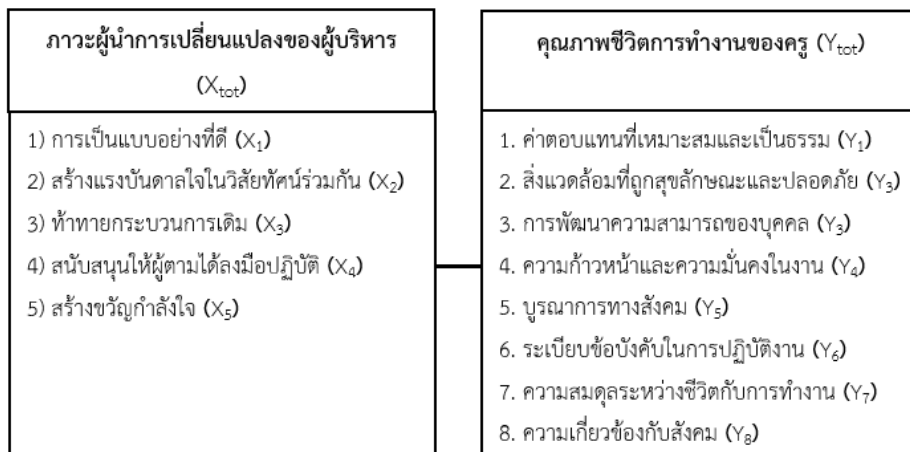 ภาวะผู้นำการเปลี่ยนแปลงของผู้บริหาร
(Xtot)
1) การเป็นแบบอย่างที่ดี (X1)
2) สร้างแรงบันดาลใจในวิสัยทัศน์ร่วมกัน (X2)
3) ท้าทายกระบวนการเดิม (X3)
4) สนับสนุนให้ผู้ตามได้ลงมือปฏิบัติ (X4)
5) สร้างขวัญกำลังใจ (X5)
คุณภาพชีวิตการทำงานของครู (Ytot)
1. ค่าตอบแทนที่เหมาะสมและเป็นธรรม (Y1)
2. สิ่งแวดล้อมที่ถูกสุขลักษณะและปลอดภัย (Y3)
3. การพัฒนาความสามารถของบุคคล (Y3)
4. ความก้าวหน้าและความมั่นคงในงาน (Y4)
5. บูรณาการทางสังคม (Y5)
6. ระเบียบข้อบังคับในการปฏิบัติงาน (Y6)
7. ความสมดุลระหว่างชีวิตกับการทำงาน (Y7)
8. ความเกี่ยวข้องกับสังคม (Y8)